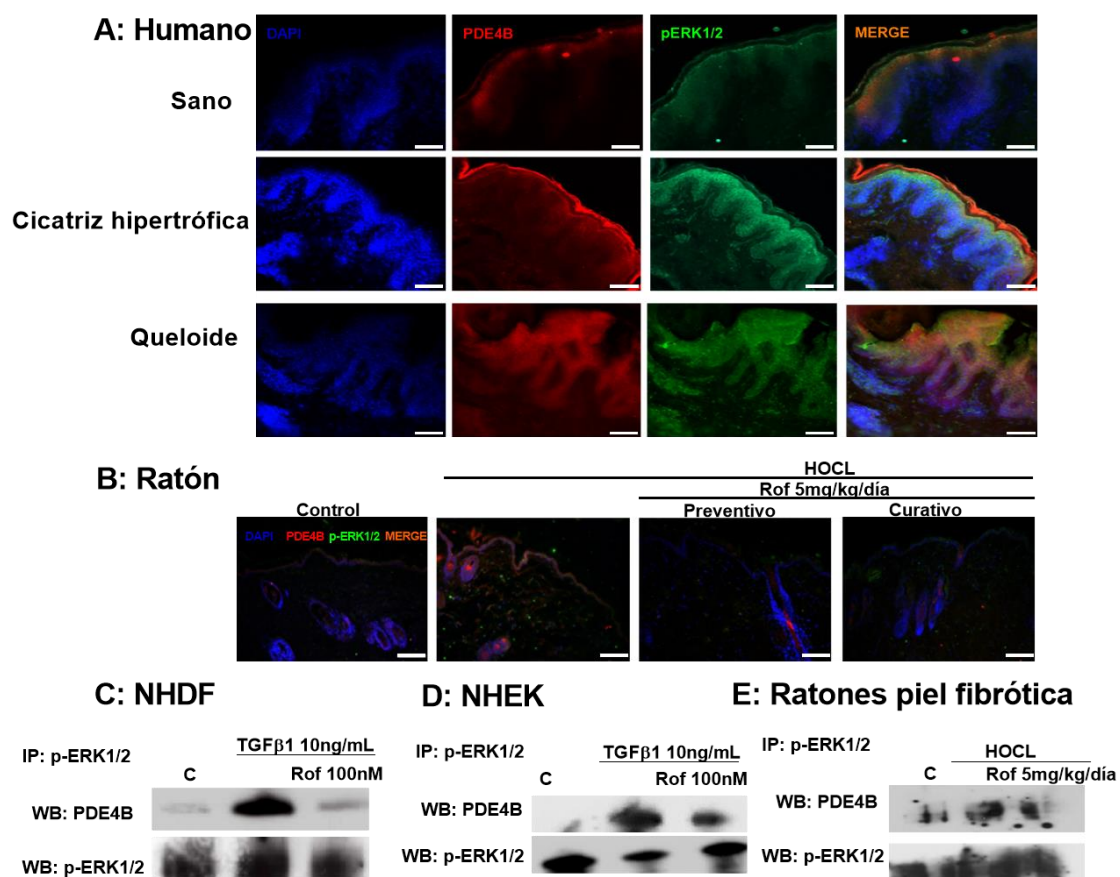 A: Humano
DAPI PDE4B pERK1/2 MERGE
Sano
Cicatriz hipertrófica
Queloide
B: Ratón
HOCL
Rof 5mg/kg/día
Control Preventivo Curativo
DAPI PDE4B p-ERK1/2 MERGE
C: NHDF
IP: p-ERK1/2
TGFβ1 10ng/mL
C Rof 100nM
WB: PDE4B
WB: p-ERK1/2
D: NHEK
IP: p-ERK1/2
TGFβ1 10ng/mL
C Rof 100nM
WB: PDE4B
WB: p-ERK1/2
E: Ratones piel fibrótica
IP: p-ERK1/2
HOCL
C Rof 5mg/kg/día
WB: PDE4B
WB: p-ERK1/2